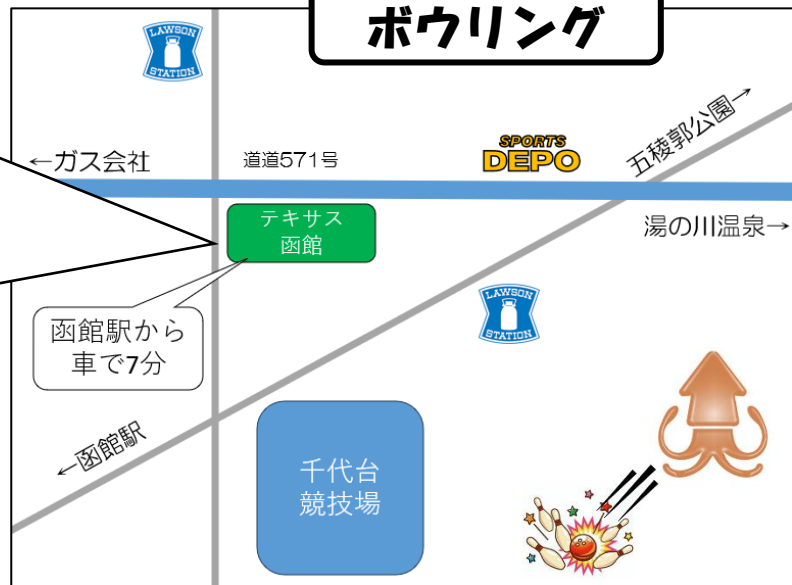 ボウリング
LAWSON
STATION
←ガス会社
道道571号
SPORTS
DEPO
五稜郭公園→
テキサス
函館
湯の川温泉→
LAWSON
STATION
函館駅から
車で7分
←函館駅
千代台
競技場